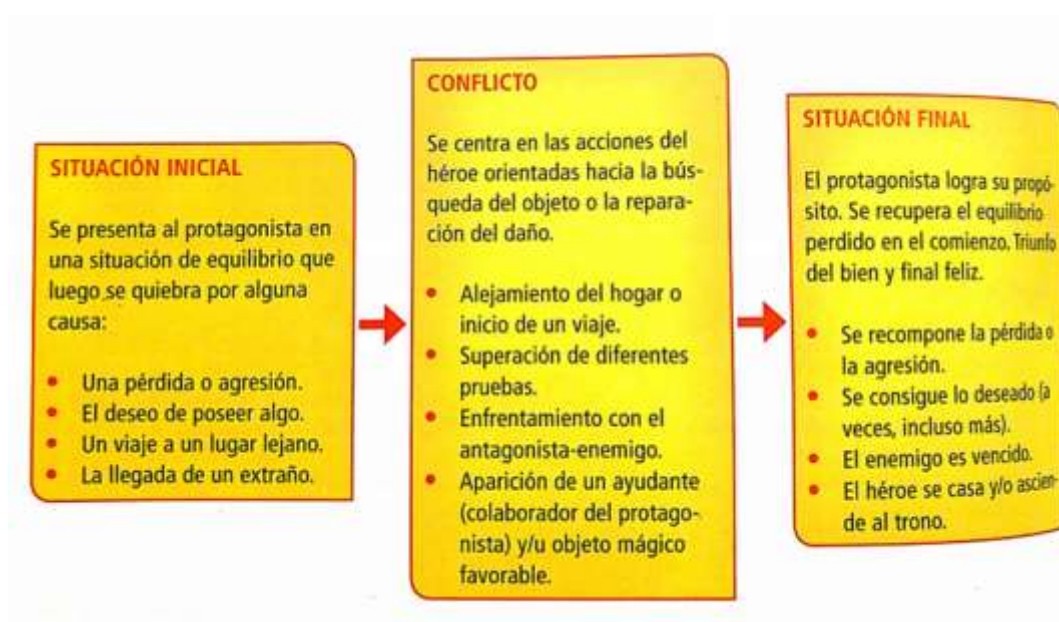 SITUACIÓN INICIAL
Se presenta al protagonista en
una situación de equilibrio que
luego se quiebra por alguna
causa:
• Una pérdida o agresión.
• El deseo de poseer algo.
• Un viaje a un lugar lejano.
• La llegada de un extraño.
CONFLICTO
Se centra en las acciones del
héroe orientadas hacia la bús-
queda del objeto o la repara-
ción del daño.
• Alejamiento del hogar o
inicio de un viaje.
• Superación de diferentes
pruebas.
• Enfrentamiento con el
antagonista-enemigo.
• Aparición de un ayudante
(colaborador del protago-
nista) y/u objeto mágico
favorable.
SITUACIÓN FINAL
El protagonista logra su propó-
sito. Se recupera el equilibrio
perdido en el comienzo. Triunfo
del bien y final feliz.
• Se recompone la pérdida o
la agresión.
• Se consigue lo deseado (a
veces, incluso más).
• El enemigo es vencido.
• El héroe se casa y/o ascien-
de al trono.